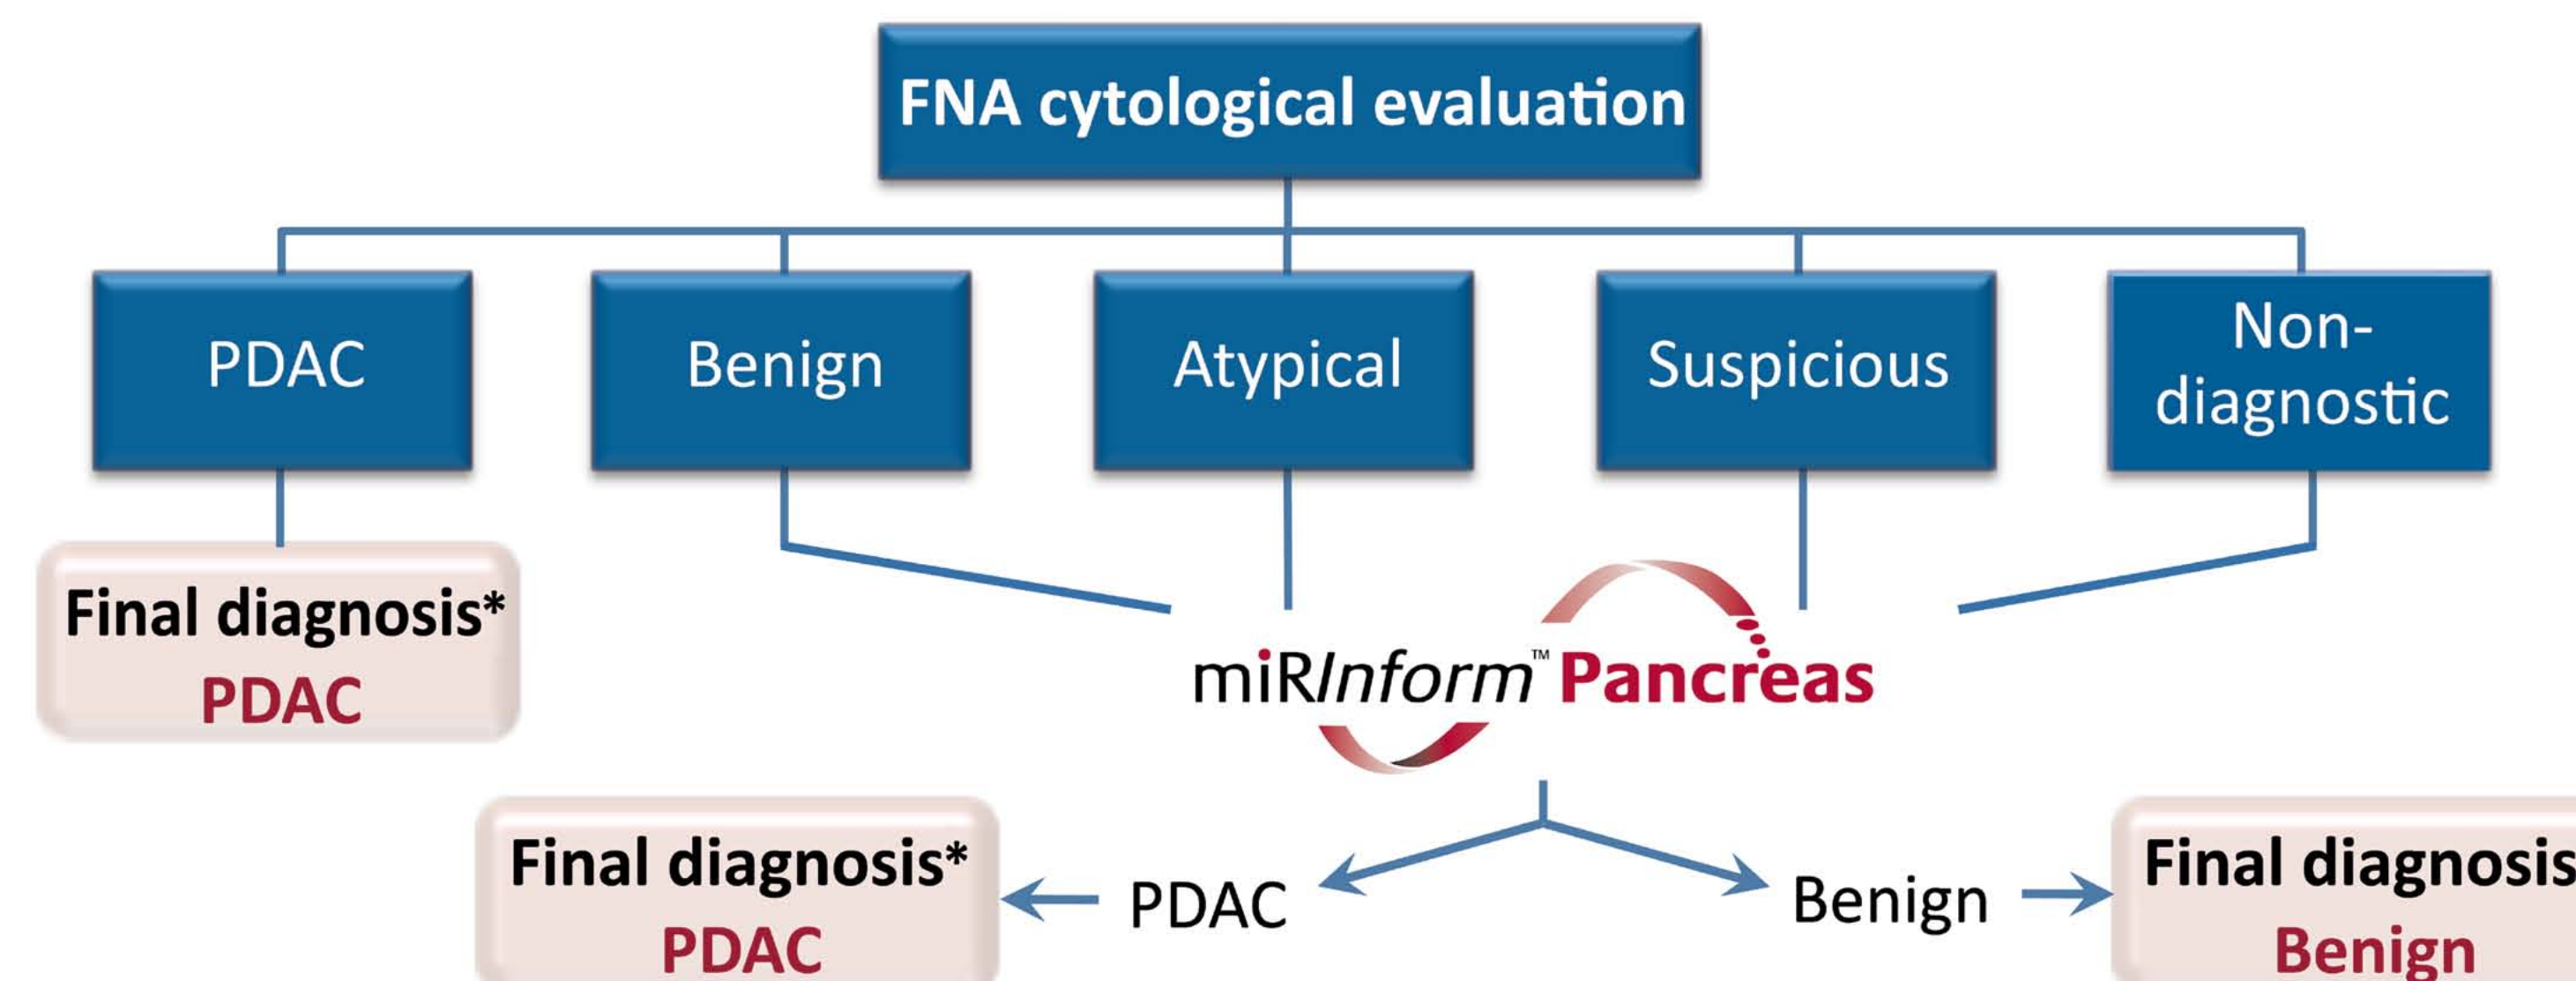 FNA cytological evaluation
PDAC
Benign
Atypical
Suspicious
Non-
diagnostic
Final diagnosis*
PDAC
miRInform™ Pancreas
Final diagnosis*
PDAC
PDAC
Benign
Final diagnosis
Benign